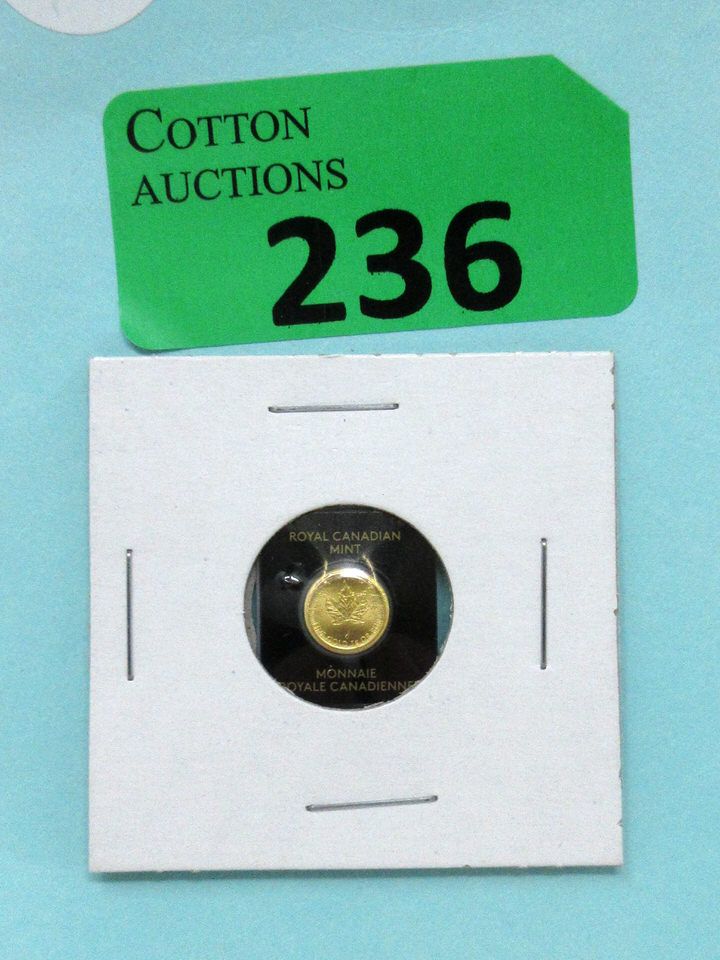 COTTON
AUCTIONS
236
ROYAL CANADIAN
MINT
MONNAIE
ROYALE CANADIENNE